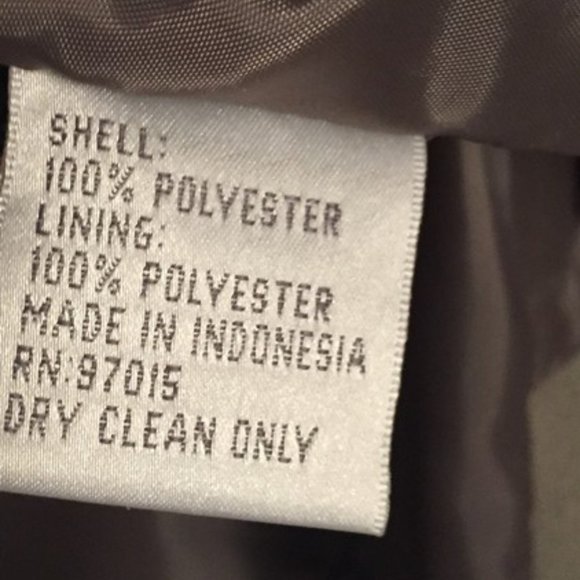 SHELL:
100% POLYESTER
LINING:
100% POLYESTER
MADE IN INDONESIA
RN:97015
DRY CLEAN ONLY